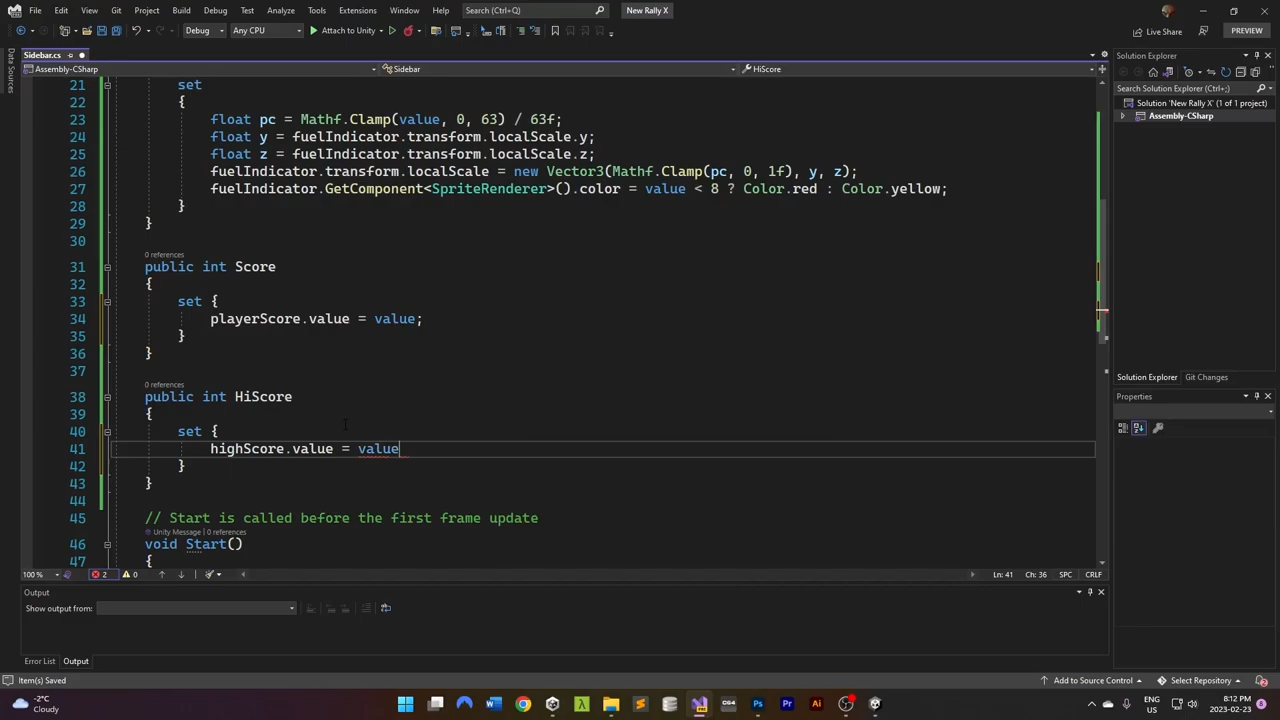 File Edit View Git Project Build Debug Test Analyze Tools Extensions Window Help Search (Ctrl+Q) New Rally X
Debug Any CPU Attach to Unity Live Share PREVIEW
Sidebar.cs Solution Explorer
Assembly-CSharp Sidebar HiScore
Data Sources
Search Solution Explorer (Ctrl+;)
Solution 'New Rally X' (1 of 1 project)
Assembly-CSharp
21 set
22 {
23 float pc = Mathf.Clamp(value, 0, 63) / 63f;
24 float y = fuelIndicator.transform.localScale.y;
25 float z = fuelIndicator.transform.localScale.z;
26 fuelIndicator.transform.localScale = new Vector3(Mathf.Clamp(pc, 0, 1f), y, z);
27 fuelIndicator.GetComponent<SpriteRenderer>().color = value < 8 ? Color.red : Color.yellow;
28 }
29 }
30
0 references
31 public int Score
32 {
33 set {
34 playerScore.value = value;
35 }
36 }
37
0 references
38 public int HiScore
39 {
40 set {
41 highScore.value = value
42 }
43 }
44
45 // Start is called before the first frame update
Unity Message | 0 references
46 void Start()
47 {
Solution Explorer Git Changes
Properties
100 % 2 0 Ln: 41 Ch: 36 SPC CRLF
Output
Show output from:
Error List Output
Item(s) Saved Add to Source Control Select Repository 2
-2°C
Cloudy
ENG
US
8:12 PM
2023-02-23